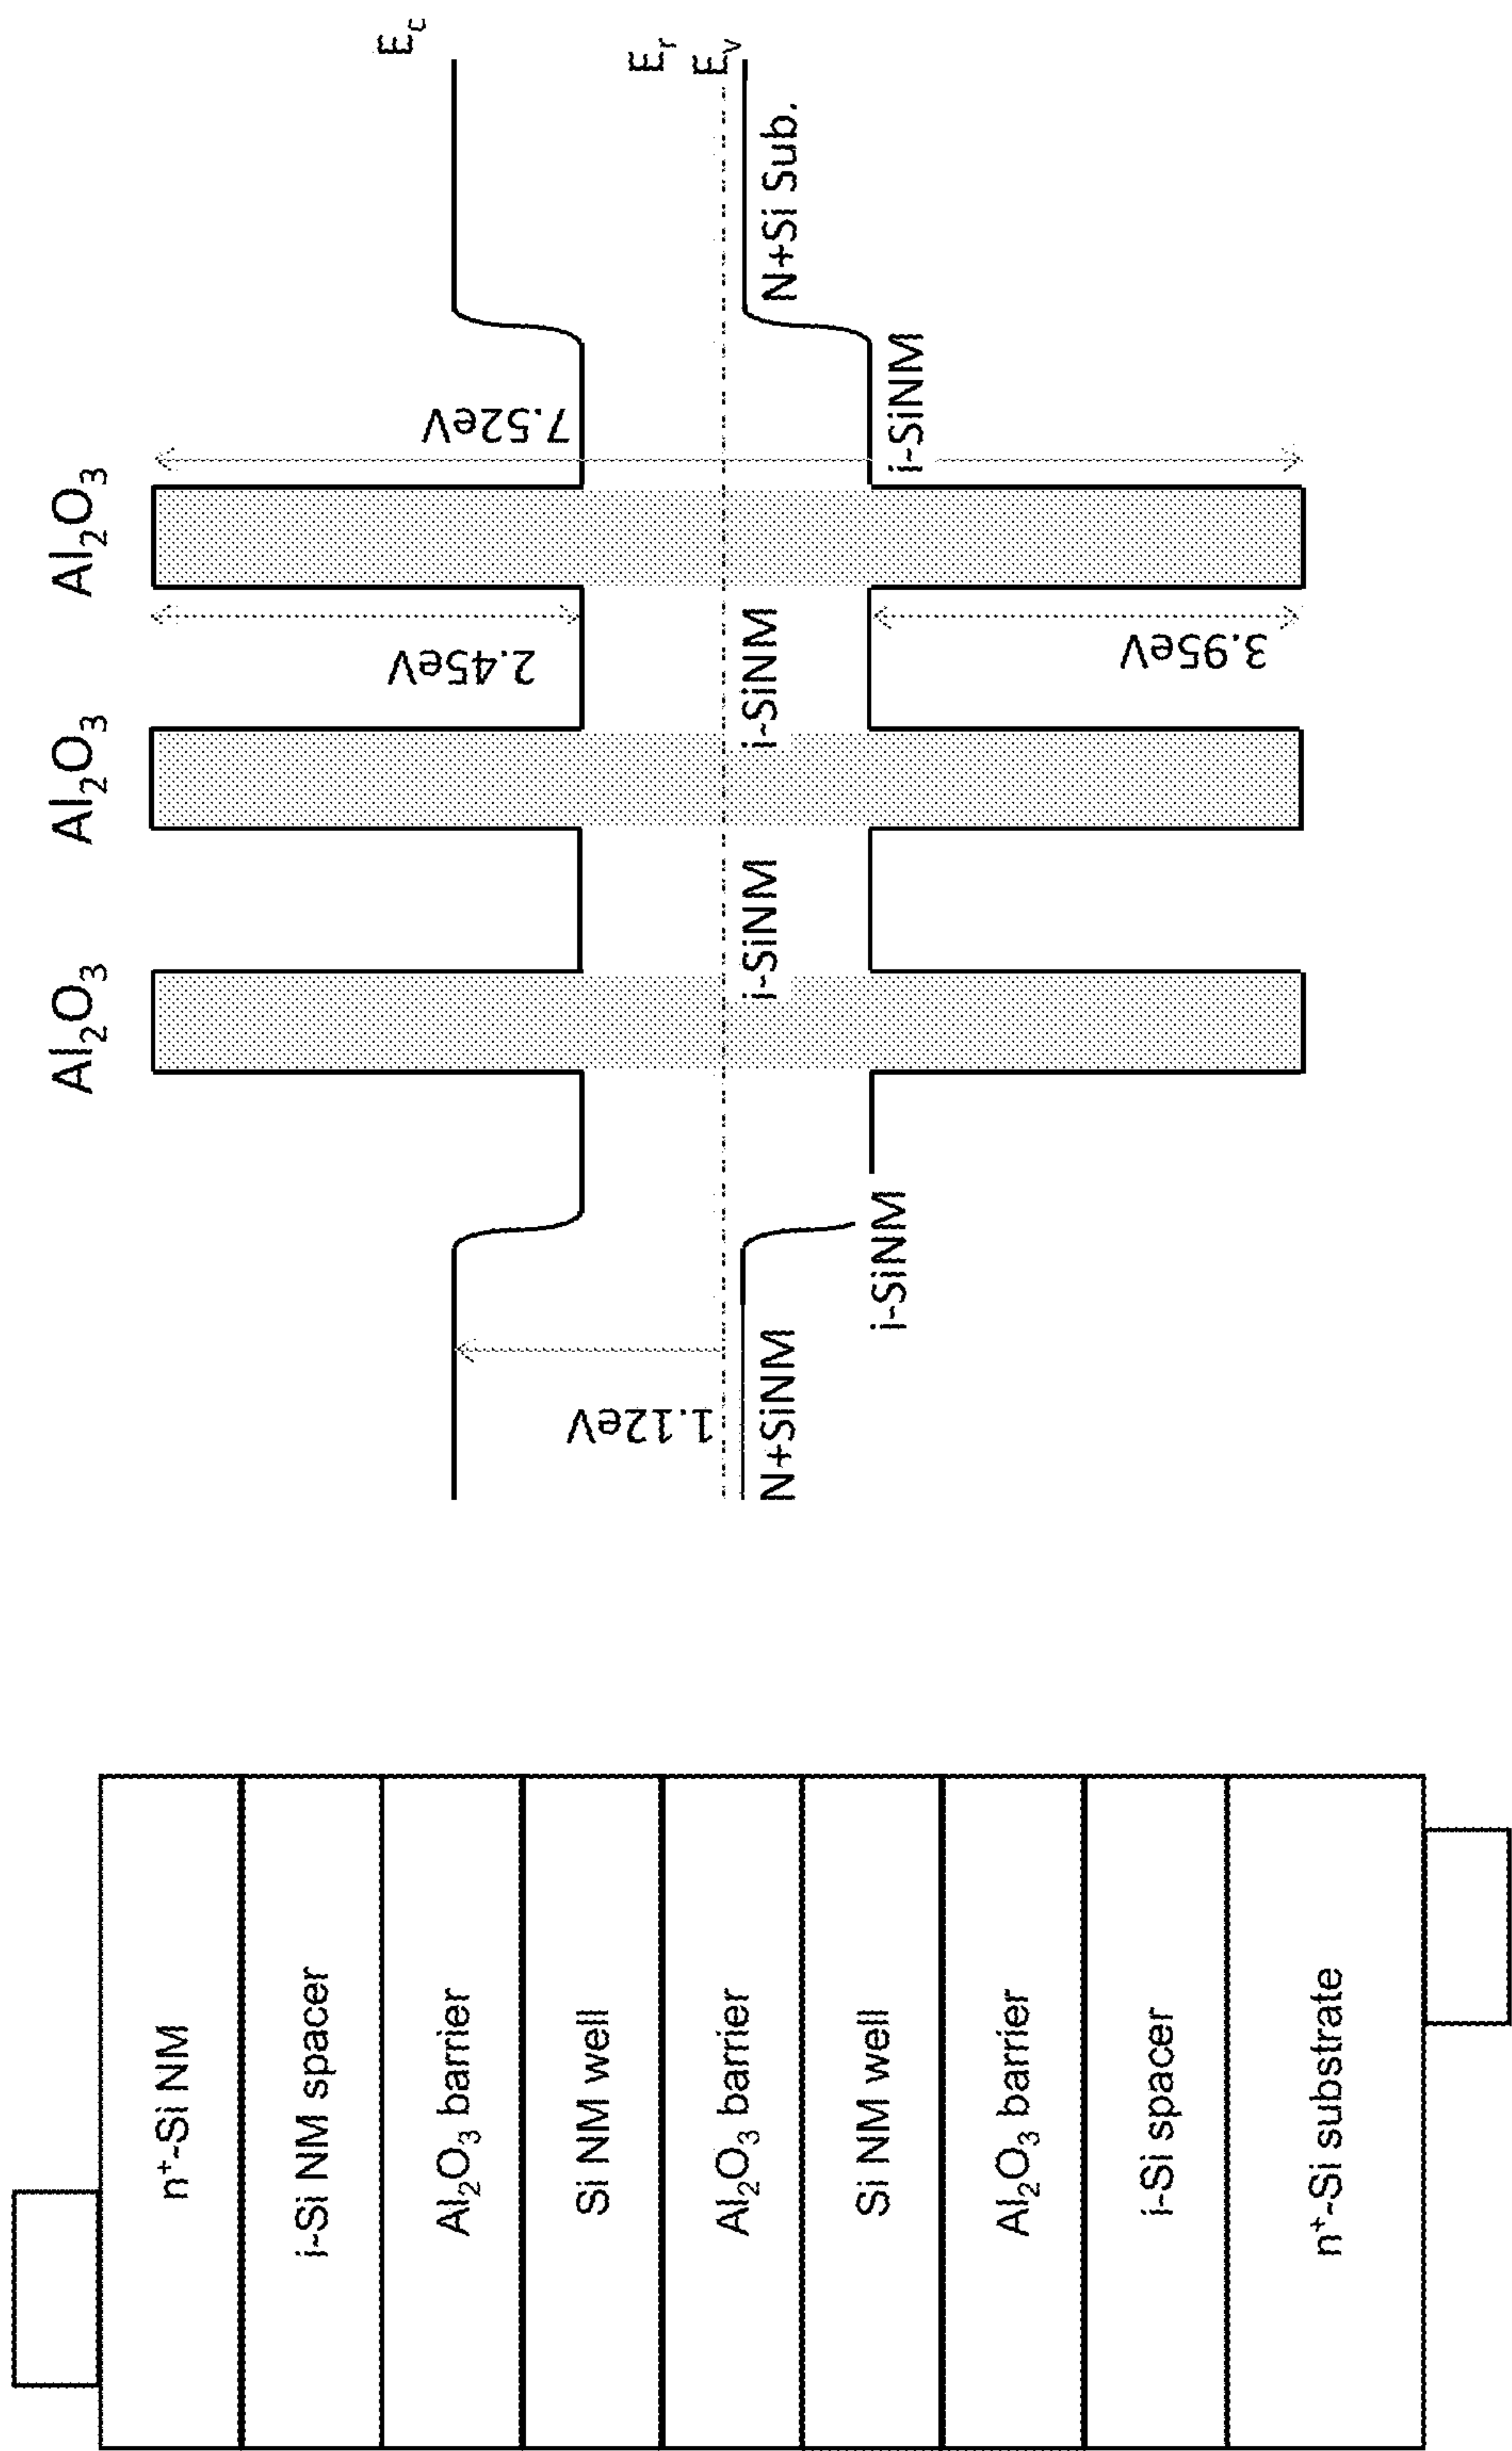 n⁺-Si NM
i-Si NM spacer
Al₂O₃ barrier
Si NM well
Al₂O₃ barrier
Si NM well
Al₂O₃ barrier
i-Si spacer
n⁺-Si substrate
Al₂O₃
Al₂O₃
Al₂O₃
Ec
Er
Ev
1.12eV
2.45eV
7.52eV
3.95eV
N+SiNM
i-SiNM
i-SiNM
i-SiNM
i-SiNM
N+Si Sub.